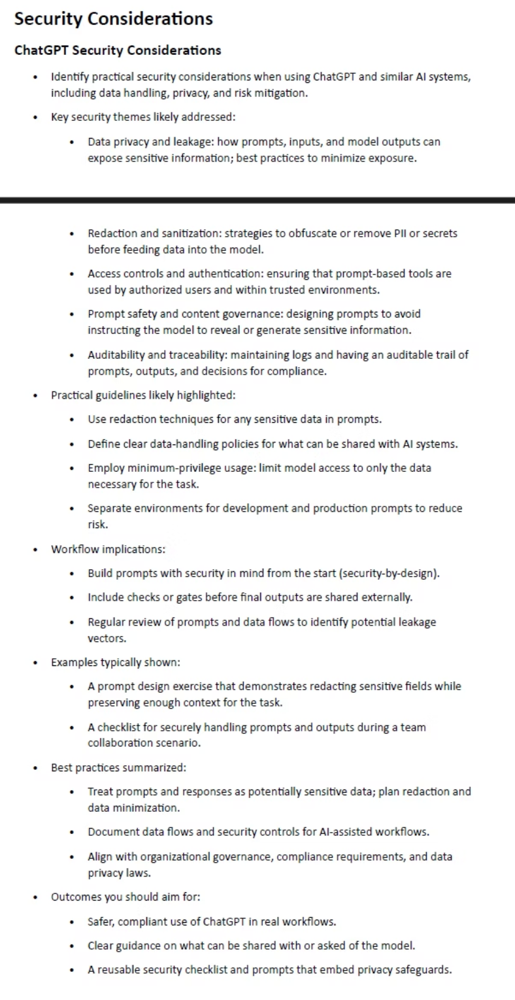 Security Considerations
ChatGPT Security Considerations
• Identify practical security considerations when using ChatGPT and similar AI systems,
including data handling, privacy, and risk mitigation.
• Key security themes likely addressed:
• Data privacy and leakage: how prompts, inputs, and model outputs can
expose sensitive information; best practices to minimize exposure.
• Redaction and sanitization: strategies to obfuscate or remove PII or secrets
before feeding data into the model.
• Access controls and authentication: ensuring that prompt-based tools are
used by authorized users and within trusted environments.
• Prompt safety and content governance: designing prompts to avoid
instructing the model to reveal or generate sensitive information.
• Auditability and traceability: maintaining logs and having an auditable trail of
prompts, outputs, and decisions for compliance.
• Practical guidelines likely highlighted:
• Use redaction techniques for any sensitive data in prompts.
• Define clear data-handling policies for what can be shared with AI systems.
• Employ minimum-privilege usage: limit model access to only the data
necessary for the task.
• Separate environments for development and production prompts to reduce
risk.
• Workflow implications:
• Build prompts with security in mind from the start (security-by-design).
• Include checks or gates before final outputs are shared externally.
• Regular review of prompts and data flows to identify potential leakage
vectors.
• Examples typically shown:
• A prompt design exercise that demonstrates redacting sensitive fields while
preserving enough context for the task.
• A checklist for securely handling prompts and outputs during a team
collaboration scenario.
• Best practices summarized:
• Treat prompts and responses as potentially sensitive data; plan redaction and
data minimization.
• Document data flows and security controls for AI-assisted workflows.
• Align with organizational governance, compliance requirements, and data
privacy laws.
• Outcomes you should aim for:
• Safer, compliant use of ChatGPT in real workflows.
• Clear guidance on what can be shared with or asked of the model.
• A reusable security checklist and prompts that embed privacy safeguards.